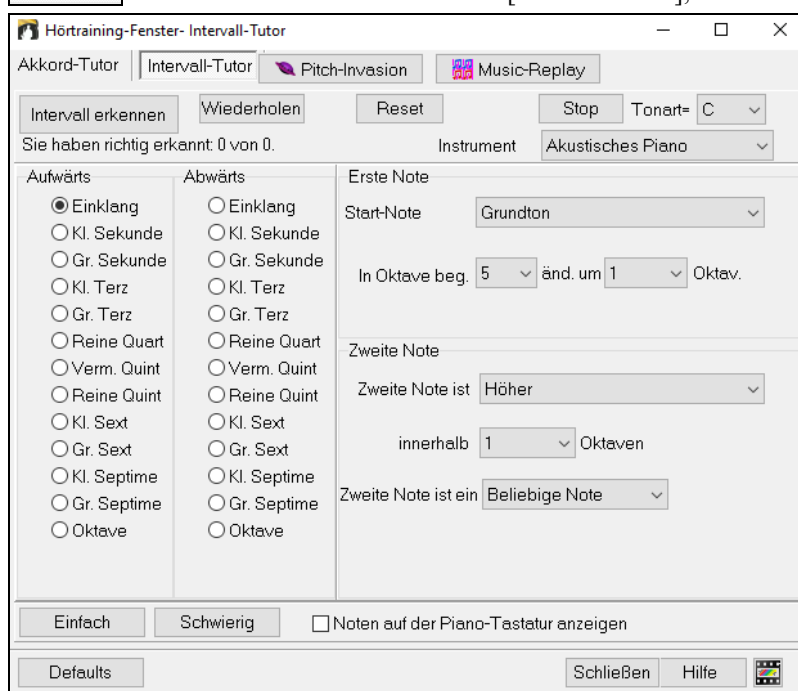 Hörtraining-Fenster- Intervall-Tutor
Akkord-Tutor Intervall-Tutor Pitch-Invasion Music-Replay
Intervall erkennen Wiederholen Reset Stop Tonart= C
Sie haben richtig erkannt: 0 von 0. Instrument Akustisches Piano
Aufwärts Abwärts Erste Note
Einklang Einklang Start-Note Grundton
Kl. Sekunde Kl. Sekunde
Gr. Sekunde Gr. Sekunde In Oktave beg. 5 änd. um 1 Oktav.
Kl. Terz Kl. Terz
Gr. Terz Gr. Terz
Reine Quart Reine Quart Zweite Note
Verm. Quint Verm. Quint
Reine Quint Reine Quint Zweite Note ist Höher
Kl. Sext Kl. Sext
Gr. Sext Gr. Sext innerhalb 1 Oktaven
Kl. Septime Kl. Septime
Gr. Septime Gr. Septime Zweite Note ist ein Beliebige Note
Oktave Oktave
Einfach Schwierig Noten auf der Piano-Tastatur anzeigen
Defaults Schließen Hilfe